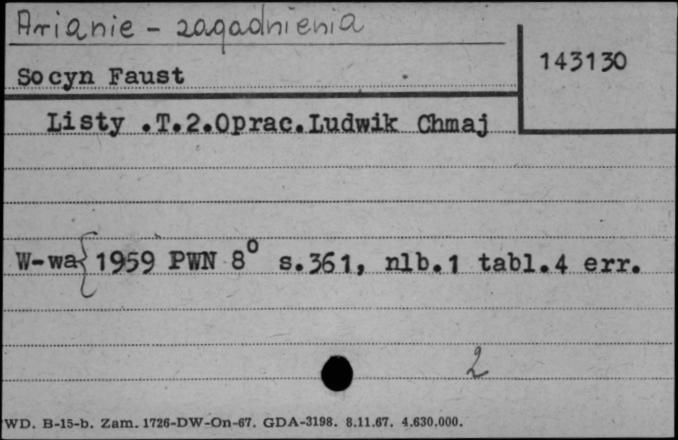 Arianie - zagadnienia
143130
Socyn Faust
Listy .T.2.Oprac.Ludwik Chmaj
W-wa{1959 PWN 8° s.361, nlb.1 tabl.4 err.
2
WD. B-15-b. Zam. 1726-DW-On-67. GDA-3198. 8.11.67. 4.630.000.